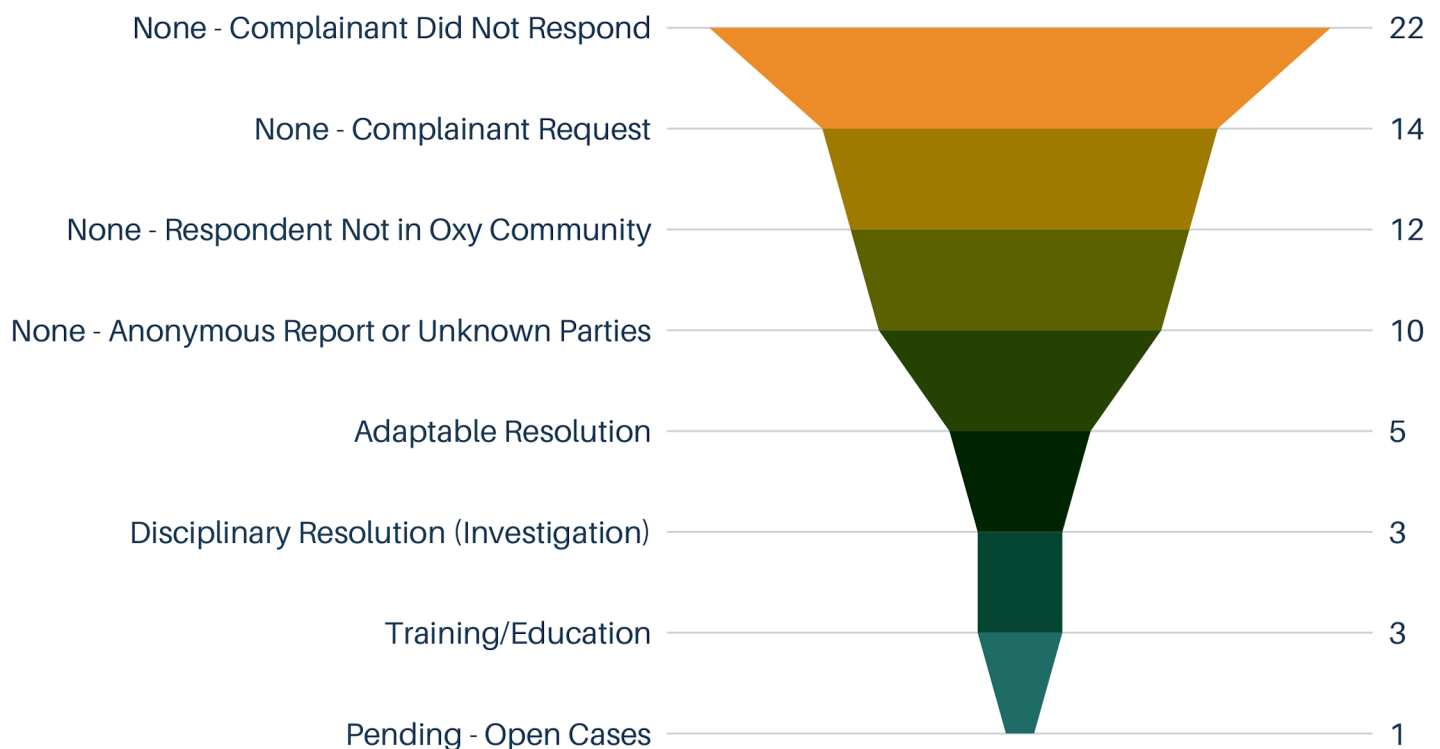 None - Complainant Did Not Respond 22
None - Complainant Request 14
None - Respondent Not in Oxy Community 12
None - Anonymous Report or Unknown Parties 10
Adaptable Resolution 5
Disciplinary Resolution (Investigation) 3
Training/Education 3
Pending - Open Cases 1